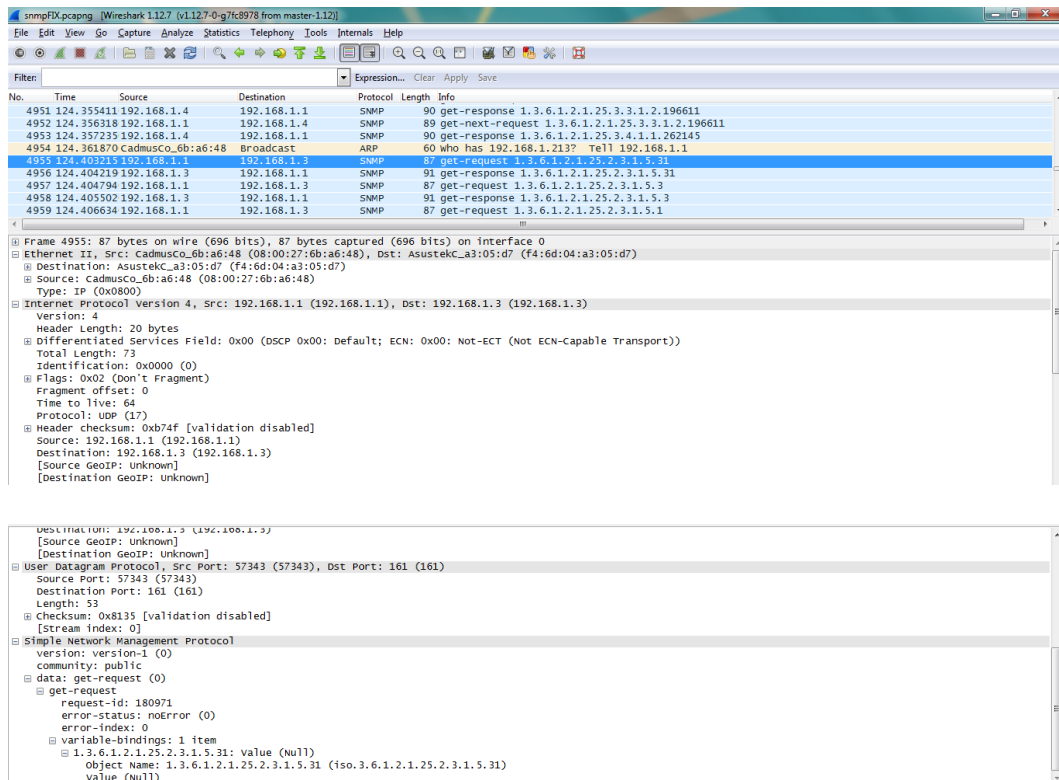 snmpFIX.pcapng [Wireshark 1.12.7 (v1.12.7-0-g7fc8978 from master-1.12)]
File Edit View Go Capture Analyze Statistics Telephony Tools Internals Help
Filter: Expression... Clear Apply Save
No. Time Source Destination Protocol Length Info
4951 124.355411 192.168.1.4 192.168.1.1 SNMP 90 get-response 1.3.6.1.2.1.25.3.3.1.2.196611
4952 124.356318 192.168.1.1 192.168.1.4 SNMP 89 get-next-request 1.3.6.1.2.1.25.3.3.1.2.196611
4953 124.357235 192.168.1.4 192.168.1.1 SNMP 90 get-response 1.3.6.1.2.1.25.3.4.1.1.262145
4954 124.361870 CadmusCo_6b:a6:48 Broadcast ARP 60 who has 192.168.1.213? Tell 192.168.1.1
4955 124.403215 192.168.1.1 192.168.1.3 SNMP 87 get-request 1.3.6.1.2.1.25.2.3.1.5.31
4956 124.404219 192.168.1.3 192.168.1.1 SNMP 91 get-response 1.3.6.1.2.1.25.2.3.1.5.31
4957 124.404794 192.168.1.1 192.168.1.3 SNMP 87 get-request 1.3.6.1.2.1.25.2.3.1.5.3
4958 124.405502 192.168.1.3 192.168.1.1 SNMP 91 get-response 1.3.6.1.2.1.25.2.3.1.5.3
4959 124.406634 192.168.1.1 192.168.1.3 SNMP 87 get-request 1.3.6.1.2.1.25.2.3.1.5.1
Frame 4955: 87 bytes on wire (696 bits), 87 bytes captured (696 bits) on interface 0
Ethernet II, Src: CadmusCo_6b:a6:48 (08:00:27:6b:a6:48), Dst: AsustekC_a3:05:d7 (f4:6d:04:a3:05:d7)
Destination: AsustekC_a3:05:d7 (f4:6d:04:a3:05:d7)
Source: CadmusCo_6b:a6:48 (08:00:27:6b:a6:48)
Type: IP (0x0800)
Internet Protocol Version 4, Src: 192.168.1.1 (192.168.1.1), Dst: 192.168.1.3 (192.168.1.3)
Version: 4
Header Length: 20 bytes
Differentiated Services Field: 0x00 (DSCP 0x00: Default; ECN: 0x00: Not-ECT (Not ECN-Capable Transport))
Total Length: 73
Identification: 0x0000 (0)
Flags: 0x02 (Don't Fragment)
Fragment offset: 0
Time to live: 64
Protocol: UDP (17)
Header checksum: 0xb74f [validation disabled]
Source: 192.168.1.1 (192.168.1.1)
Destination: 192.168.1.3 (192.168.1.3)
[Source GeoIP: Unknown]
[Destination GeoIP: Unknown]
Destination: 192.168.1.3 (192.168.1.3)
[Source GeoIP: Unknown]
[Destination GeoIP: Unknown]
User Datagram Protocol, Src Port: 57343 (57343), Dst Port: 161 (161)
Source Port: 57343 (57343)
Destination Port: 161 (161)
Length: 53
Checksum: 0x8135 [validation disabled]
[Stream index: 0]
Simple Network Management Protocol
version: version-1 (0)
community: public
data: get-request (0)
get-request
request-id: 180971
error-status: noError (0)
error-index: 0
variable-bindings: 1 item
1.3.6.1.2.1.25.2.3.1.5.31: Value (Null)
Object Name: 1.3.6.1.2.1.25.2.3.1.5.31 (iso.3.6.1.2.1.25.2.3.1.5.31)
Value (Null)